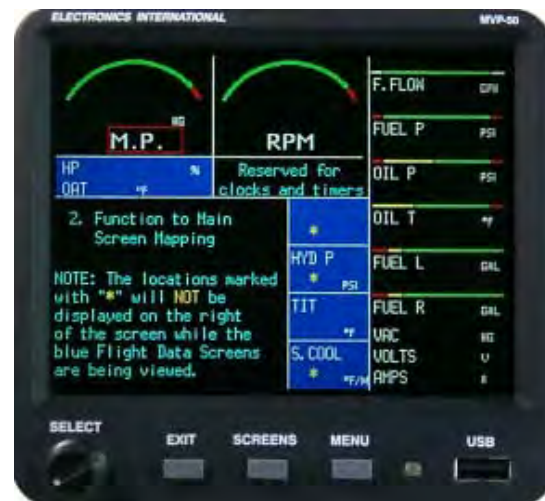 ELECTRONICS INTERNATIONAL
MVP-50
HG
M.P.
RPM
HP %
OAT °F
Reserved for
clocks and timers
2. Function to Main
Screen Mapping
NOTE: The locations marked
with "*" will NOT be
displayed on the right
of the screen while the
blue Flight Data Screens
are being viewed.
*
HYD P
* PSI
TIT
°F
S.COOL
* °F/M
F.FLOW GPH
FUEL P PSI
OIL P PSI
OIL T °F
FUEL L GAL
FUEL R GAL
VAC HG
VOLTS V
AMPS A
SELECT
EXIT
SCREENS
MENU
USB